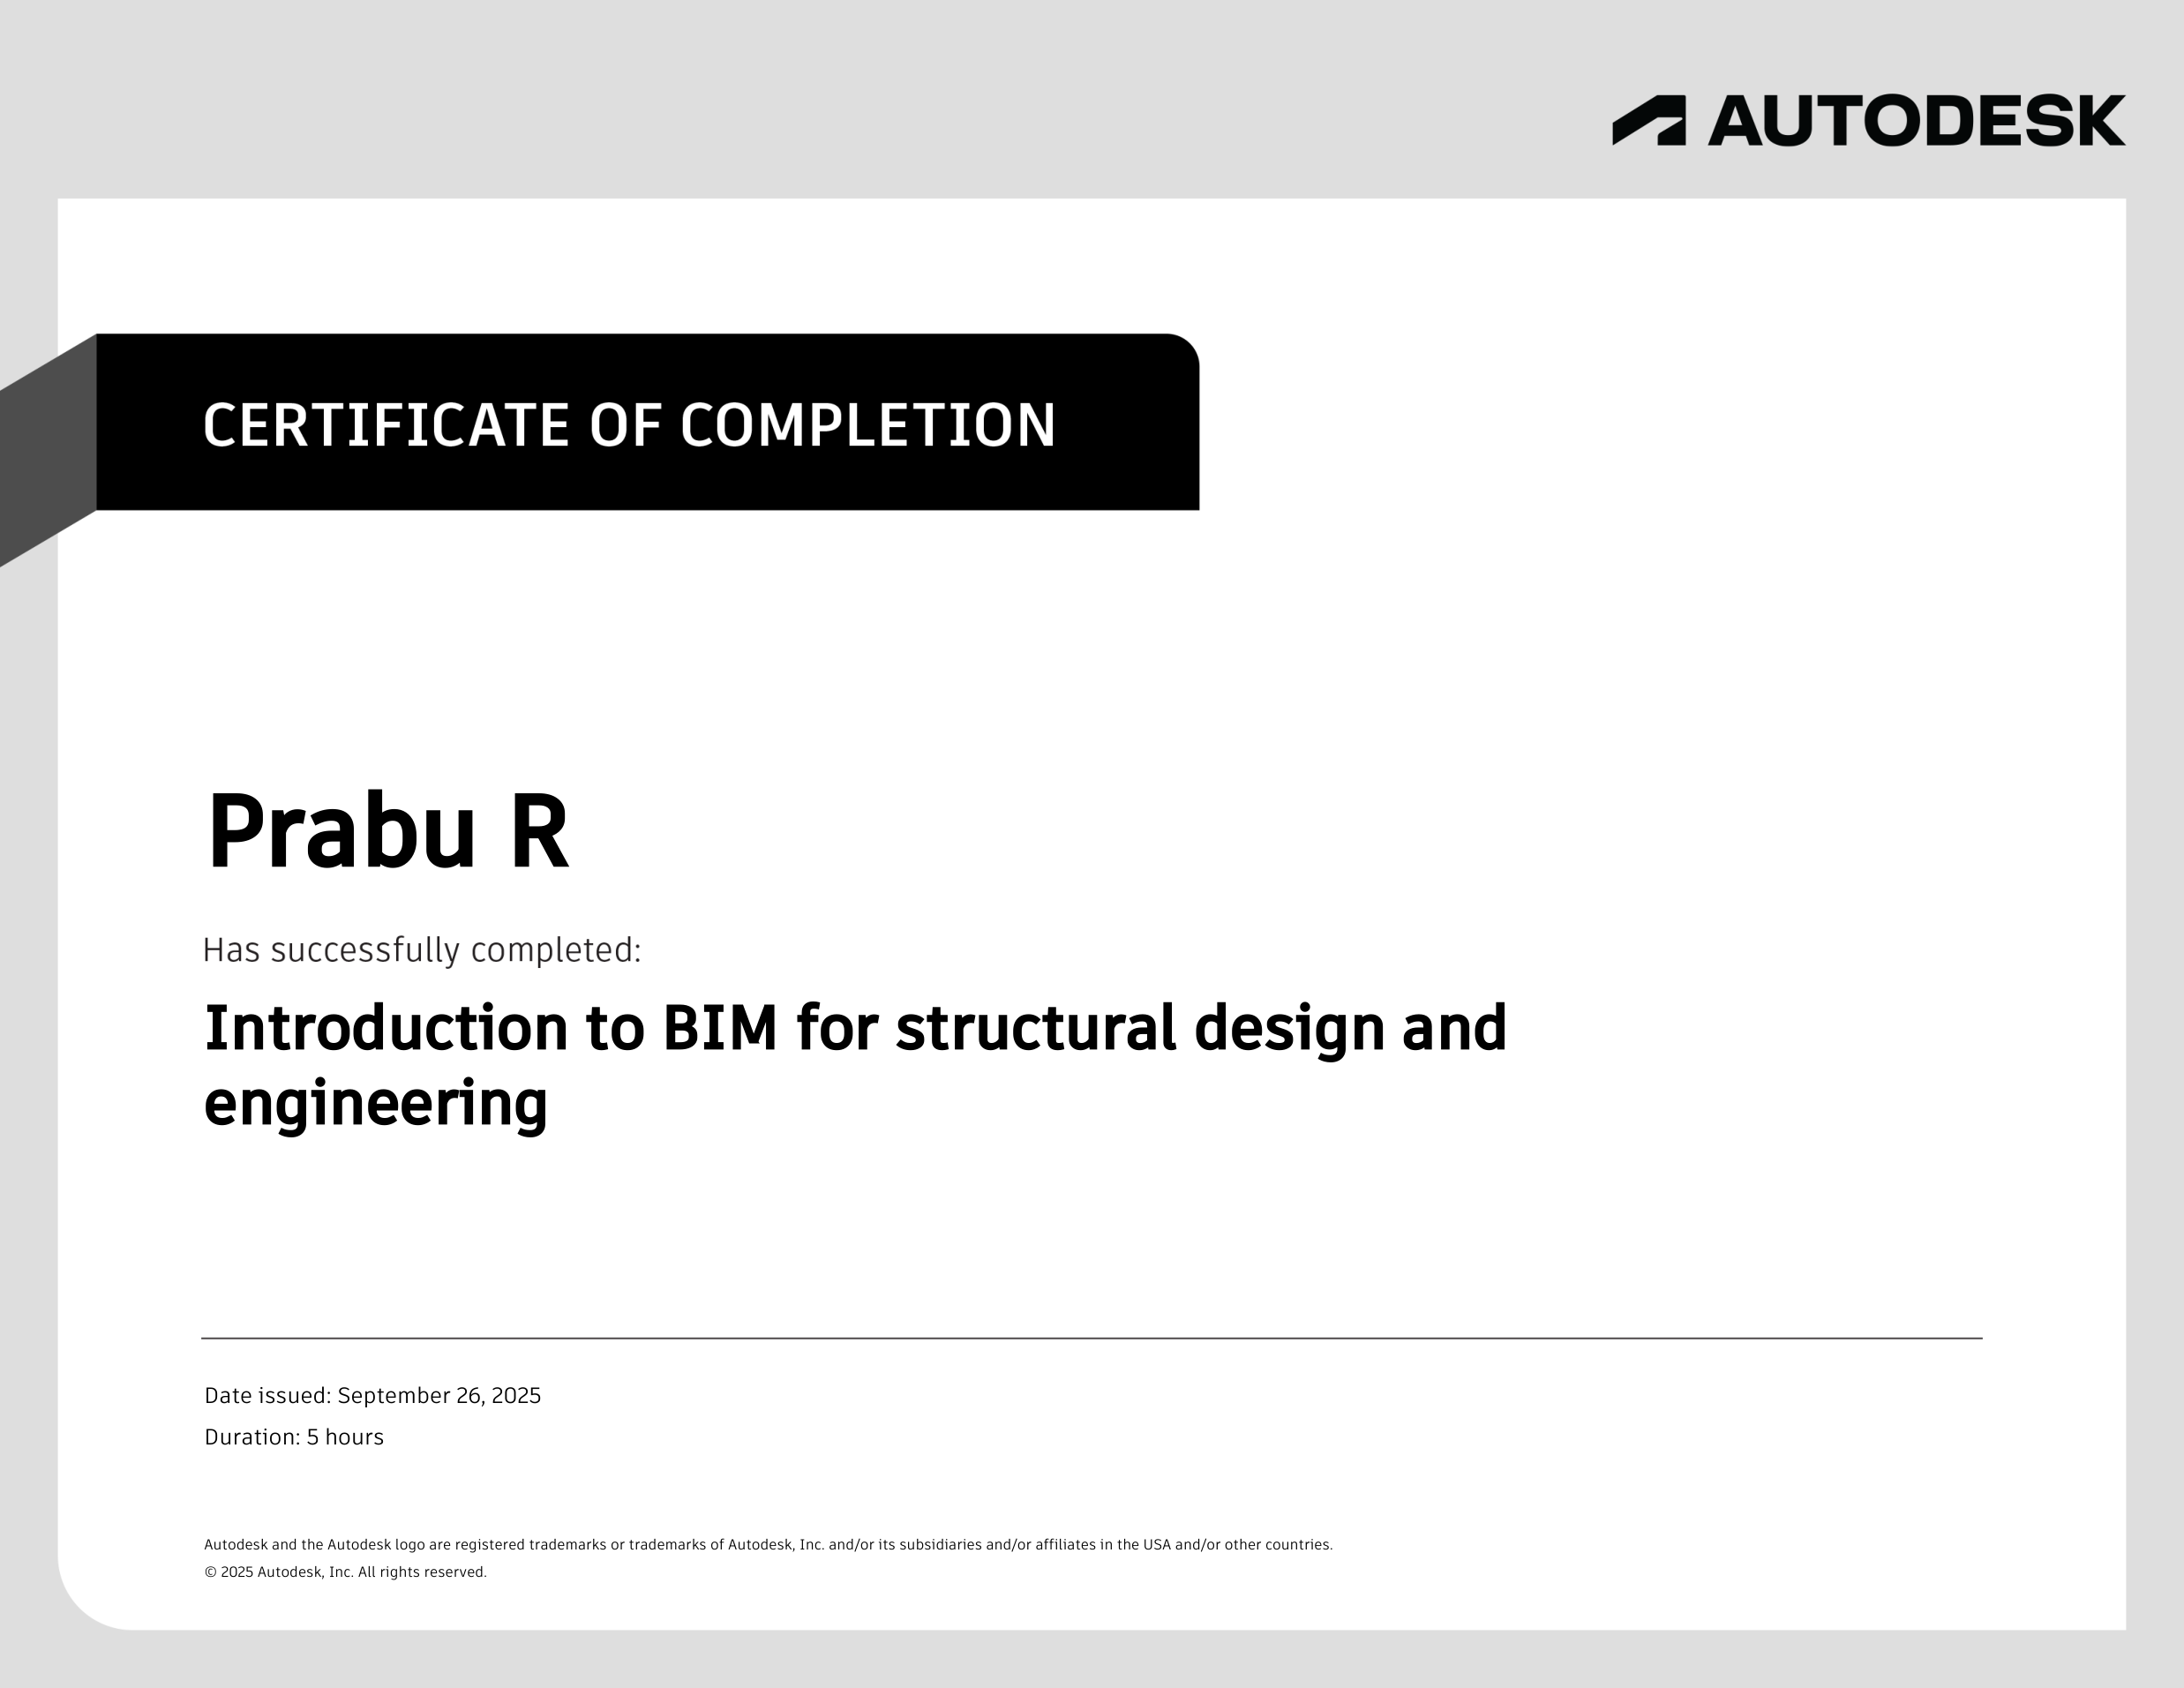 AUTODESK
CERTIFICATE OF COMPLETION
Prabu R
Has successfully completed:
Introduction to BIM for structural design and
engineering
Date issued: September 26, 2025
Duration: 5 hours
Autodesk and the Autodesk logo are registered trademarks or trademarks of Autodesk, Inc. and/or its subsidiaries and/or affiliates in the USA and/or other countries.
© 2025 Autodesk, Inc. All rights reserved.